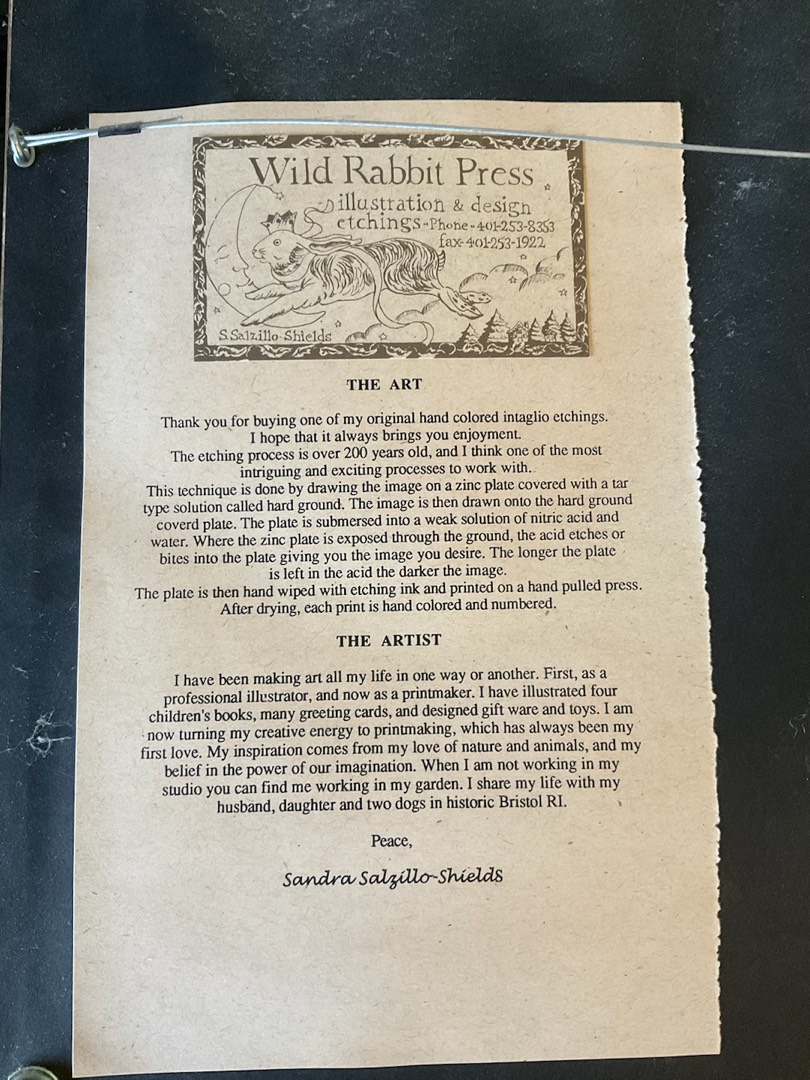 Wild Rabbit Press
illustration & design
etchings-Phone-401-253-8353
fax-401-253-1922
S.Salzillo-Shields
THE ART
Thank you for buying one of my original hand colored intaglio etchings.
I hope that it always brings you enjoyment.
The etching process is over 200 years old, and I think one of the most
intriguing and exciting processes to work with.
This technique is done by drawing the image on a zinc plate covered with a tar
type solution called hard ground. The image is then drawn onto the hard ground
coverd plate. The plate is submersed into a weak solution of nitric acid and
water. Where the zinc plate is exposed through the ground, the acid etches or
bites into the plate giving you the image you desire. The longer the plate
is left in the acid the darker the image.
The plate is then hand wiped with etching ink and printed on a hand pulled press.
After drying, each print is hand colored and numbered.
THE ARTIST
I have been making art all my life in one way or another. First, as a
professional illustrator, and now as a printmaker. I have illustrated four
children's books, many greeting cards, and designed gift ware and toys. I am
now turning my creative energy to printmaking, which has always been my
first love. My inspiration comes from my love of nature and animals, and my
belief in the power of our imagination. When I am not working in my
studio you can find me working in my garden. I share my life with my
husband, daughter and two dogs in historic Bristol RI.
Peace,
Sandra Salzillo-Shields